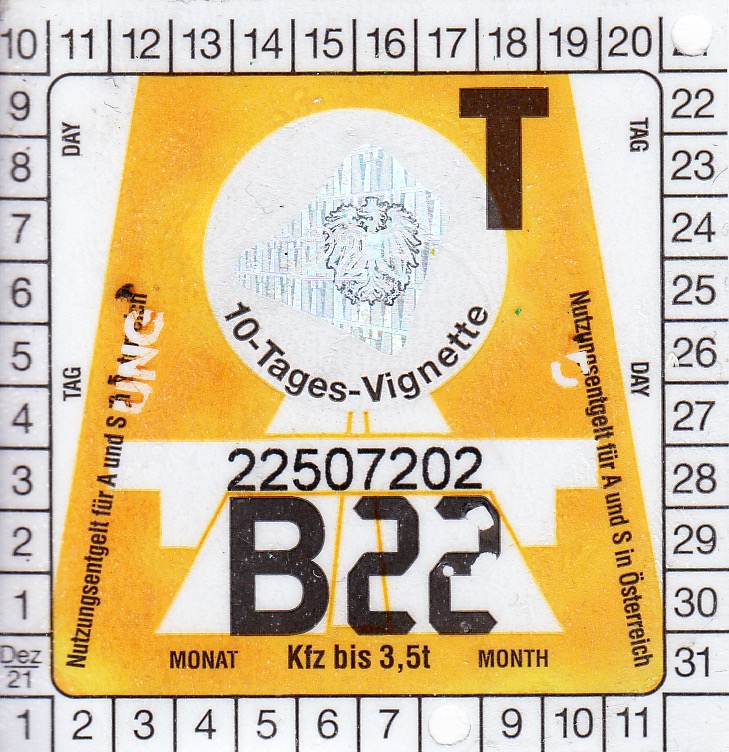 10 11 12 13 14 15 16 17 18 19 20
9 22
8 23
7 24
6 25
5 26
4 27
3 28
2 29
1 30
Dez 21 31
1 2 3 4 5 6 7 9 10 11
DAY
TAG
T
10-Tages-Vignette
TAG
DAY
Nutzungsentgelt für A und S
Nutzungsentgelt für A und S in Österreich
UNG
22507202
B22
MONAT Kfz bis 3,5t MONTH